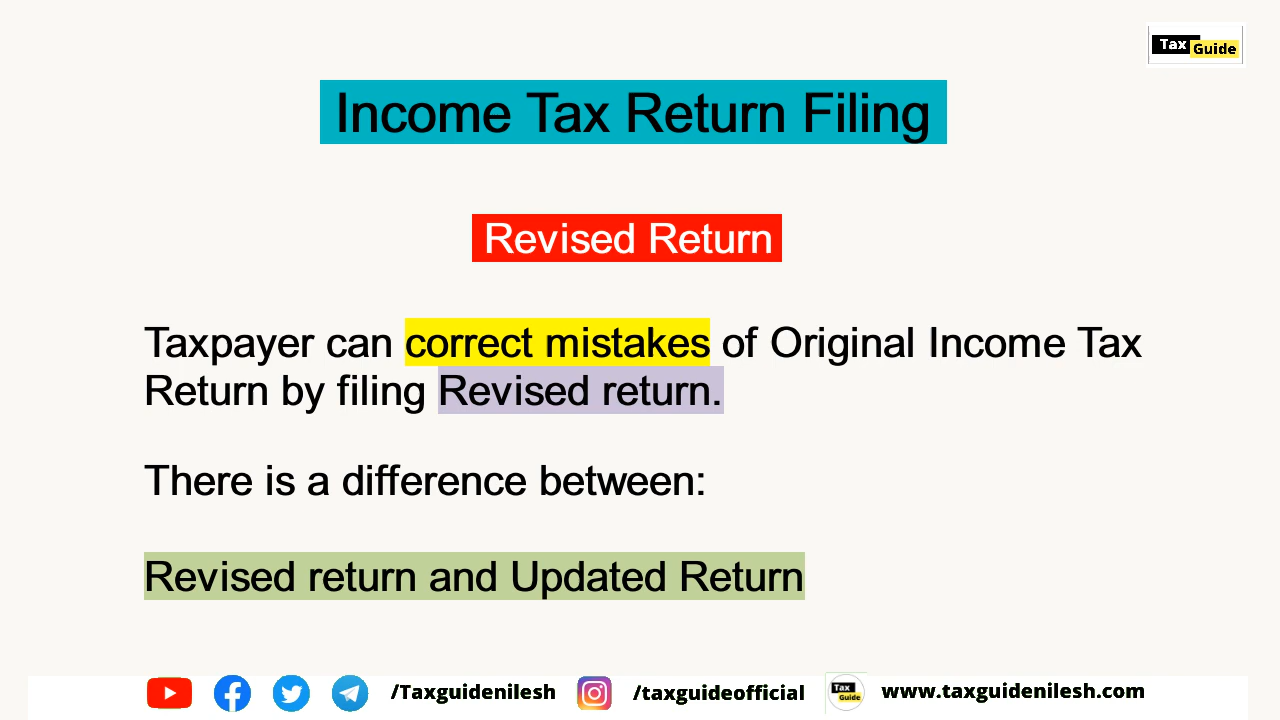 Tax Guide
Income Tax Return Filing
Revised Return
Taxpayer can correct mistakes of Original Income Tax
Return by filing Revised return.
There is a difference between:
Revised return and Updated Return
/Taxguidenilesh /taxguideofficial Tax Guide www.taxguidenilesh.com